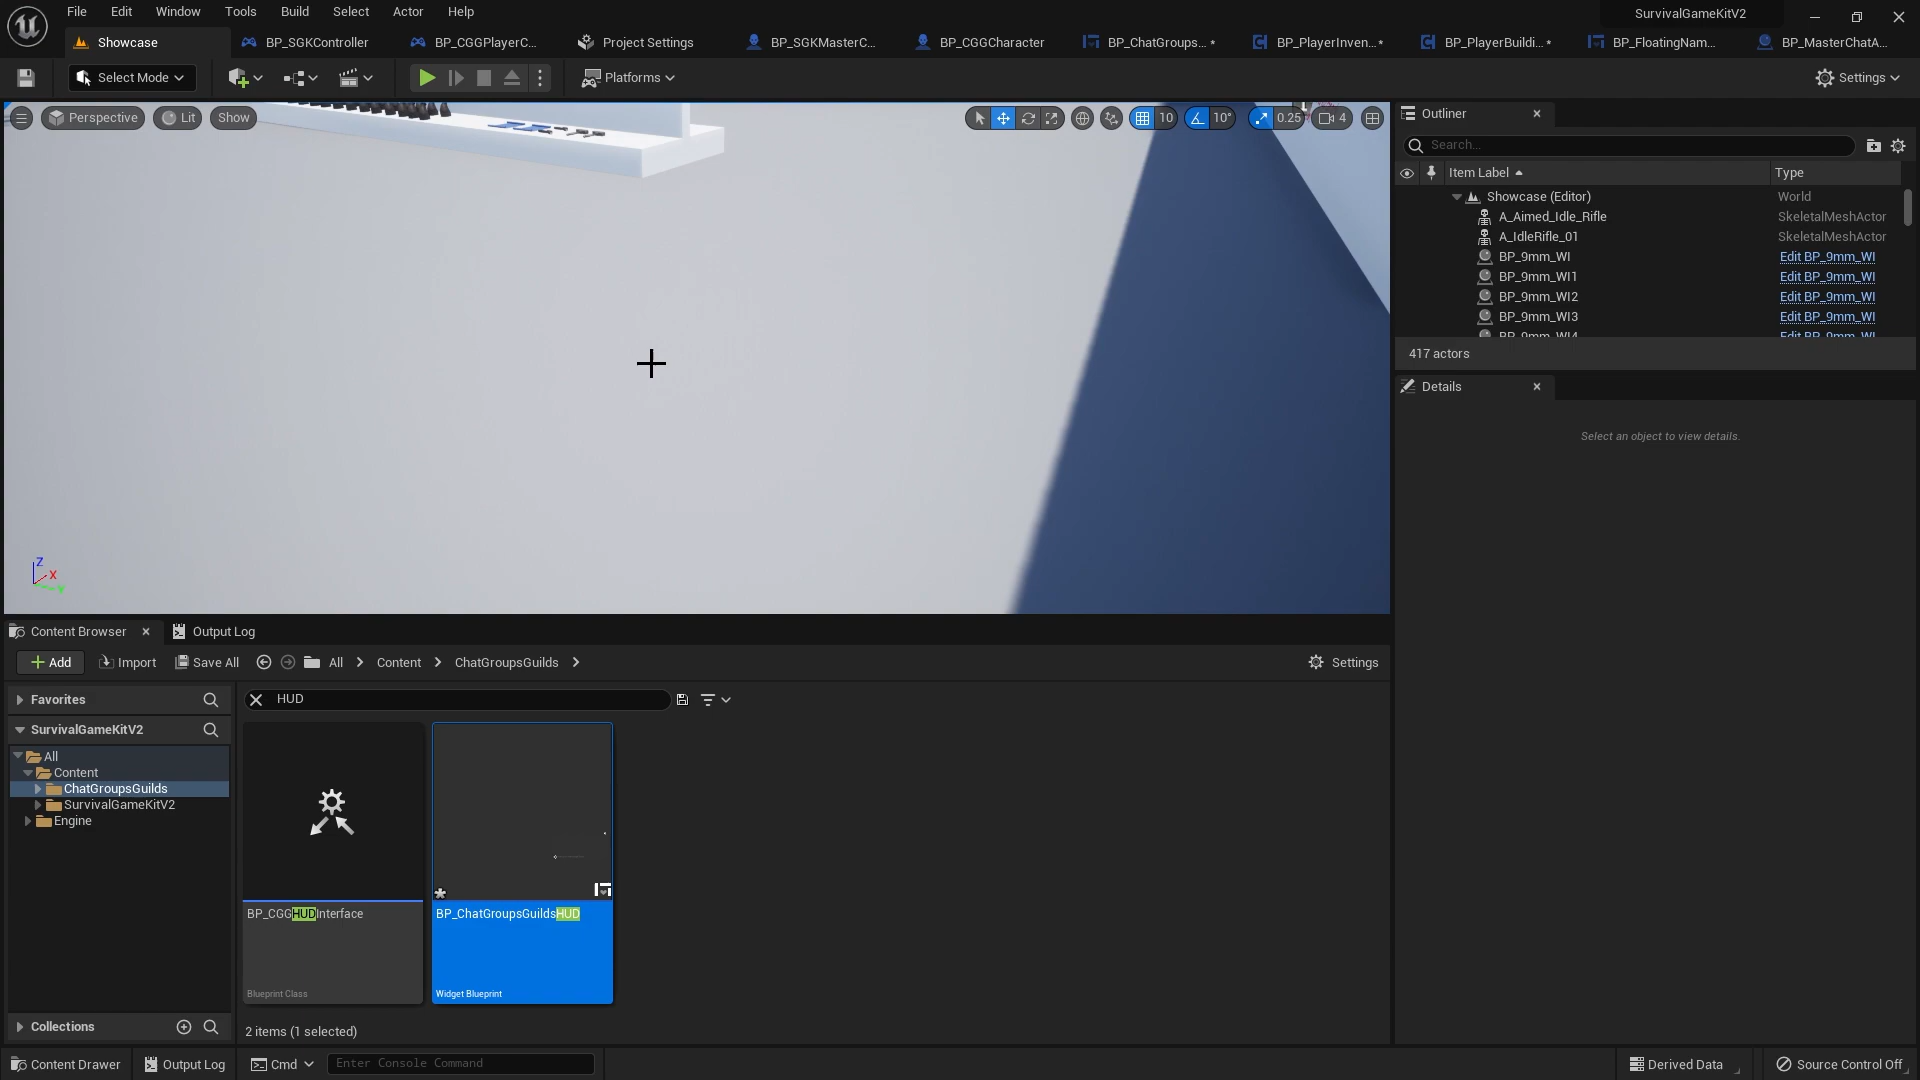 File Edit Window Tools Build Select Actor Help
SurvivalGameKitV2
Showcase BP_SGKController BP_CGGPlayerC... Project Settings BP_SGKMasterC... BP_CGGCharacter BP_ChatGroups... * BP_PlayerInven... * BP_PlayerBuildi... * BP_FloatingNam... BP_MasterChatA...
Select Mode Platforms Settings
Perspective Lit Show 10 10° 0.25 4
Outliner
Search...
Item Label Type
Showcase (Editor) World
A_Aimed_Idle_Rifle SkeletalMeshActor
A_IdleRifle_01 SkeletalMeshActor
BP_9mm_WI Edit BP_9mm_WI
BP_9mm_WI1 Edit BP_9mm_WI
BP_9mm_WI2 Edit BP_9mm_WI
BP_9mm_WI3 Edit BP_9mm_WI
BP_9mm_WI4 Edit BP_9mm_WI
417 actors
Details
Select an object to view details.
Z
X
Content Browser Output Log
Add Import Save All All Content ChatGroupsGuilds Settings
Favorites
SurvivalGameKitV2
All
Content
ChatGroupsGuilds
SurvivalGameKitV2
Engine
Collections
HUD
BP_CGGHUDInterface
Blueprint Class
BP_ChatGroupsGuildsHUD
Widget Blueprint
2 items (1 selected)
Content Drawer Output Log Cmd Enter Console Command Derived Data Source Control Off